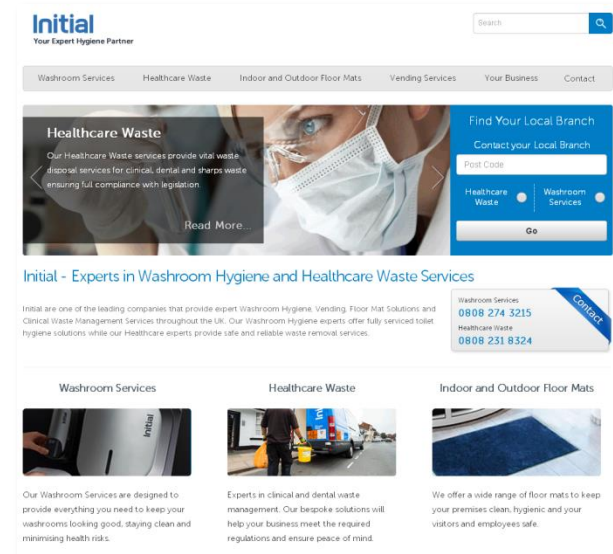 Initial
Your Expert Hygiene Partner
Search
Washroom Services
Healthcare Waste
Indoor and Outdoor Floor Mats
Vending Services
Your Business
Contact
Healthcare Waste
Our Healthcare Waste services provide vital waste
disposal services for clinical, dental and sharps waste
ensuring full compliance with legislation.
Read More...
Find Your Local Branch
Contact your Local Branch
Post Code
Healthcare
Waste
Washroom
Services
Go
Initial - Experts in Washroom Hygiene and Healthcare Waste Services
Initial are one of the leading companies that provide expert Washroom Hygiene, Vending, Floor Mat Solutions and
Clinical Waste Management Services throughout the UK. Our Washroom Hygiene experts offer fully serviced toilet
hygiene solutions while our Healthcare experts provide safe and reliable waste removal services.
Washroom Services
0808 274 3215
Healthcare Waste
0808 231 8324
Contact
Washroom Services
Initial
Our Washroom Services are designed to
provide everything you need to keep your
washrooms looking good, staying clean and
minimising health risks.
Healthcare Waste
Experts in clinical and dental waste
management. Our bespoke solutions will
help your business meet the required
regulations and ensure peace of mind.
Indoor and Outdoor Floor Mats
We offer a wide range of floor mats to keep
your premises clean, hygienic and your
visitors and employees safe.